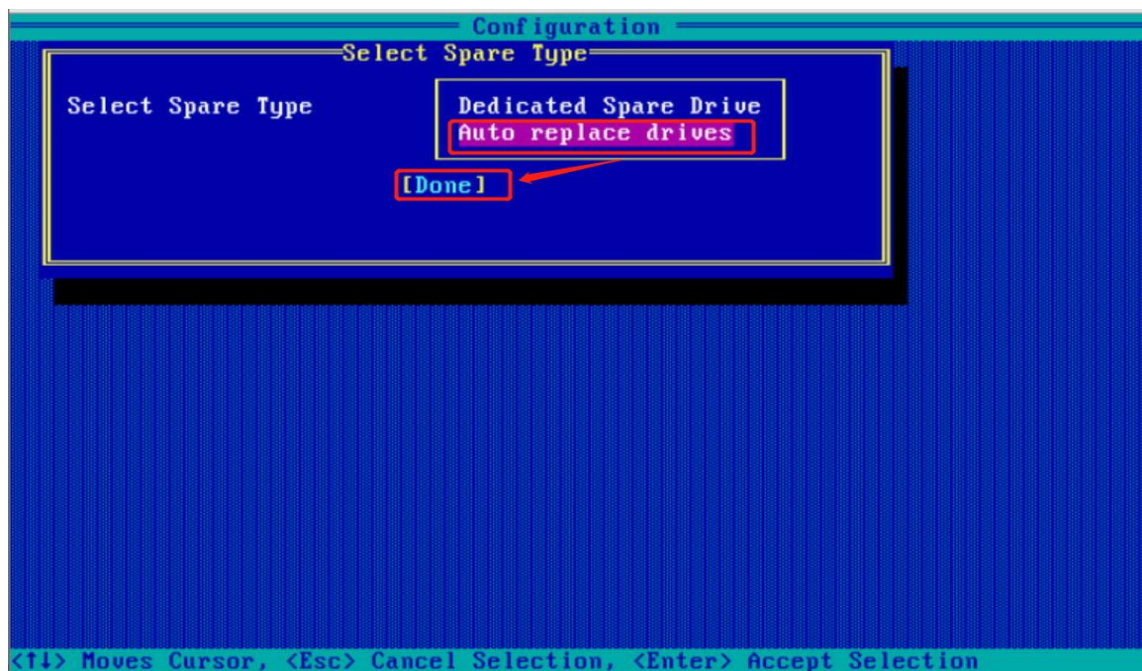 Configuration
Select Spare Type
Select Spare Type
Dedicated Spare Drive
Auto replace drives
[Done]
<↑↓> Moves Cursor, <Esc> Cancel Selection, <Enter> Accept Selection